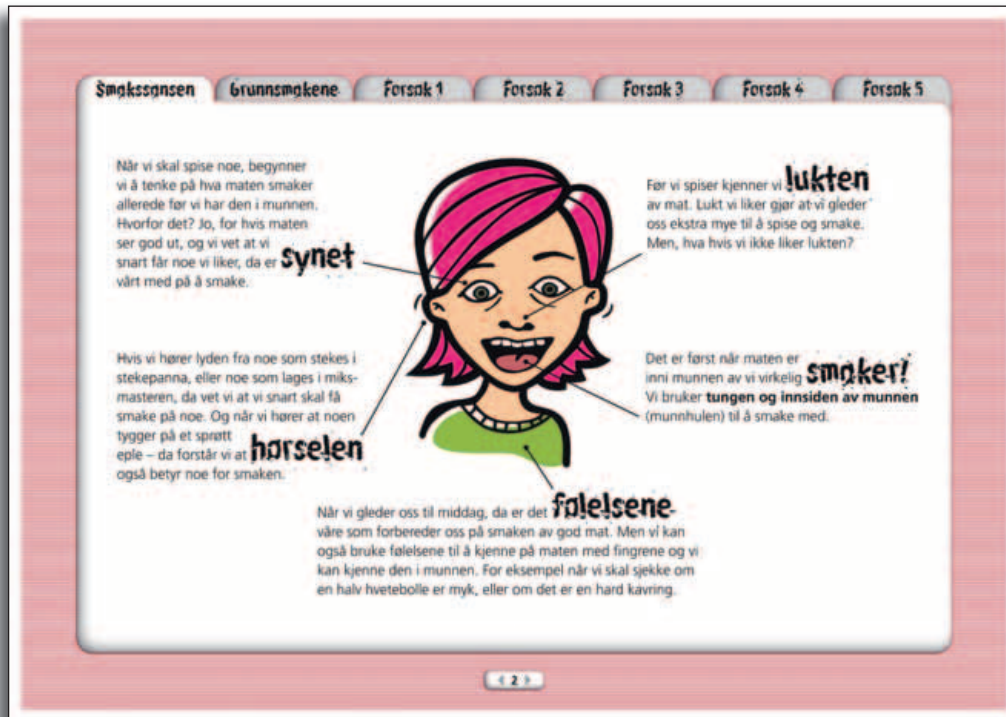 Smakssansen
Grunnsmakene
Forsøk 1
Forsøk 2
Forsøk 3
Forsøk 4
Forsøk 5
Når vi skal spise noe, begynner
vi å tenke på hva maten smaker
allerede før vi har den i munnen.
Hvorfor det? Jo, for hvis maten
ser god ut, og vi vet at vi
snart får noe vi liker, da er synet
vårt med på å smake.
Før vi spiser kjenner vi lukten
av mat. Lukt vi liker gjør at vi gleder
oss ekstra mye til å spise og smake.
Men, hva hvis vi ikke liker lukten?
Hvis vi hører lyden fra noe som stekes i
stekepanna, eller noe som lages i miks-
masteren, da vet vi at vi snart skal få
smake på noe. Og når vi hører at noen
tygger på et sprøtt
eple – da forstår vi at hørselen
også betyr noe for smaken.
Det er først når maten er
inni munnen av vi virkelig smaker!
Vi bruker tungen og innsiden av munnen
(munnhulen) til å smake med.
Når vi gleder oss til middag, da er det følelsene
våre som forbereder oss på smaken av god mat. Men vi kan
også bruke følelsene til å kjenne på maten med fingrene og vi
kan kjenne den i munnen. For eksempel når vi skal sjekke om
en halv hvetebolle er myk, eller om det er en hard kavring.
2